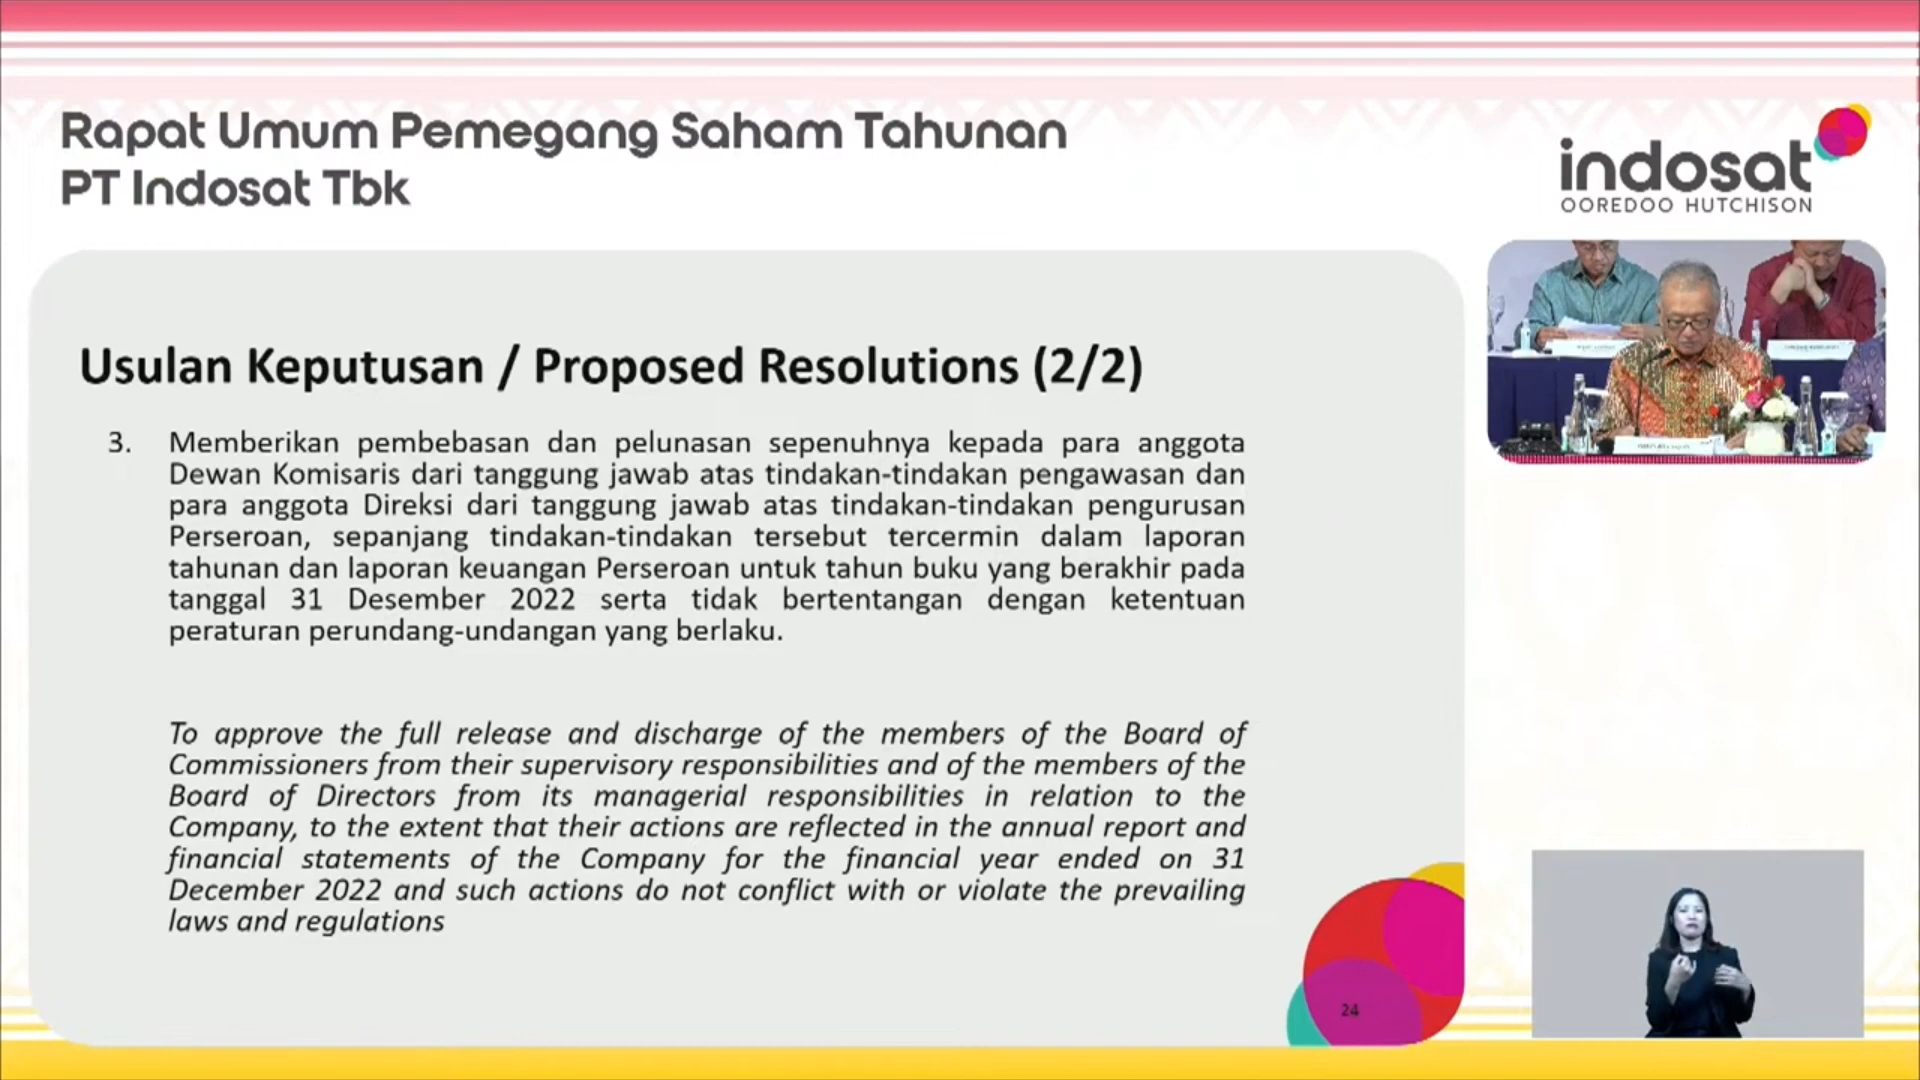 Rapat Umum Pemegang Saham Tahunan
PT Indosat Tbk
indosat
OOREDOO HUTCHISON
Usulan Keputusan / Proposed Resolutions (2/2)
3. Memberikan pembebasan dan pelunasan sepenuhnya kepada para anggota
Dewan Komisaris dari tanggung jawab atas tindakan-tindakan pengawasan dan
para anggota Direksi dari tanggung jawab atas tindakan-tindakan pengurusan
Perseroan, sepanjang tindakan-tindakan tersebut tercermin dalam laporan
tahunan dan laporan keuangan Perseroan untuk tahun buku yang berakhir pada
tanggal 31 Desember 2022 serta tidak bertentangan dengan ketentuan
peraturan perundang-undangan yang berlaku.
To approve the full release and discharge of the members of the Board of
Commissioners from their supervisory responsibilities and of the members of the
Board of Directors from its managerial responsibilities in relation to the
Company, to the extent that their actions are reflected in the annual report and
financial statements of the Company for the financial year ended on 31
December 2022 and such actions do not conflict with or violate the prevailing
laws and regulations
24